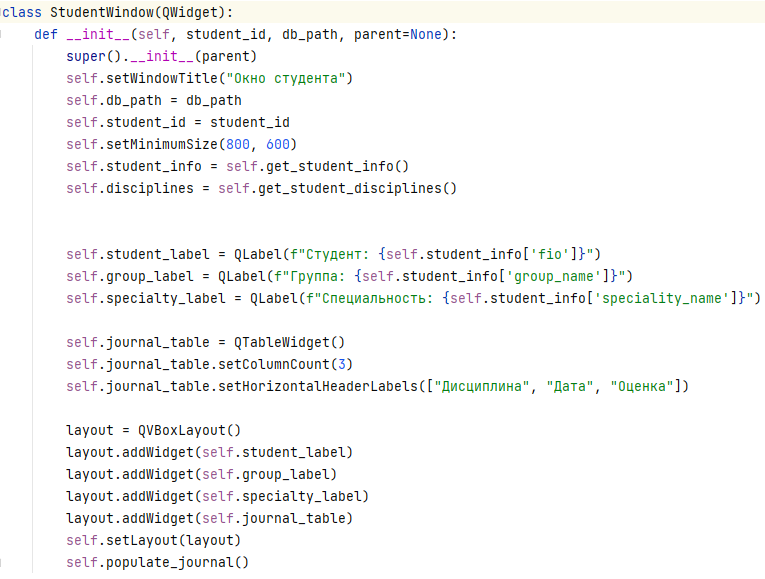 class StudentWindow(QWidget):
    def __init__(self, student_id, db_path, parent=None):
        super().__init__(parent)
        self.setWindowTitle("Окно студента")
        self.db_path = db_path
        self.student_id = student_id
        self.setMinimumSize(800, 600)
        self.student_info = self.get_student_info()
        self.disciplines = self.get_student_disciplines()
        self.student_label = QLabel(f"Студент: {self.student_info['fio']}")
        self.group_label = QLabel(f"Группа: {self.student_info['group_name']}")
        self.specialty_label = QLabel(f"Специальность: {self.student_info['speciality_name']}")
        self.journal_table = QTableWidget()
        self.journal_table.setColumnCount(3)
        self.journal_table.setHorizontalHeaderLabels(["Дисциплина", "Дата", "Оценка"])
        layout = QVBoxLayout()
        layout.addWidget(self.student_label)
        layout.addWidget(self.group_label)
        layout.addWidget(self.specialty_label)
        layout.addWidget(self.journal_table)
        self.setLayout(layout)
        self.populate_journal()